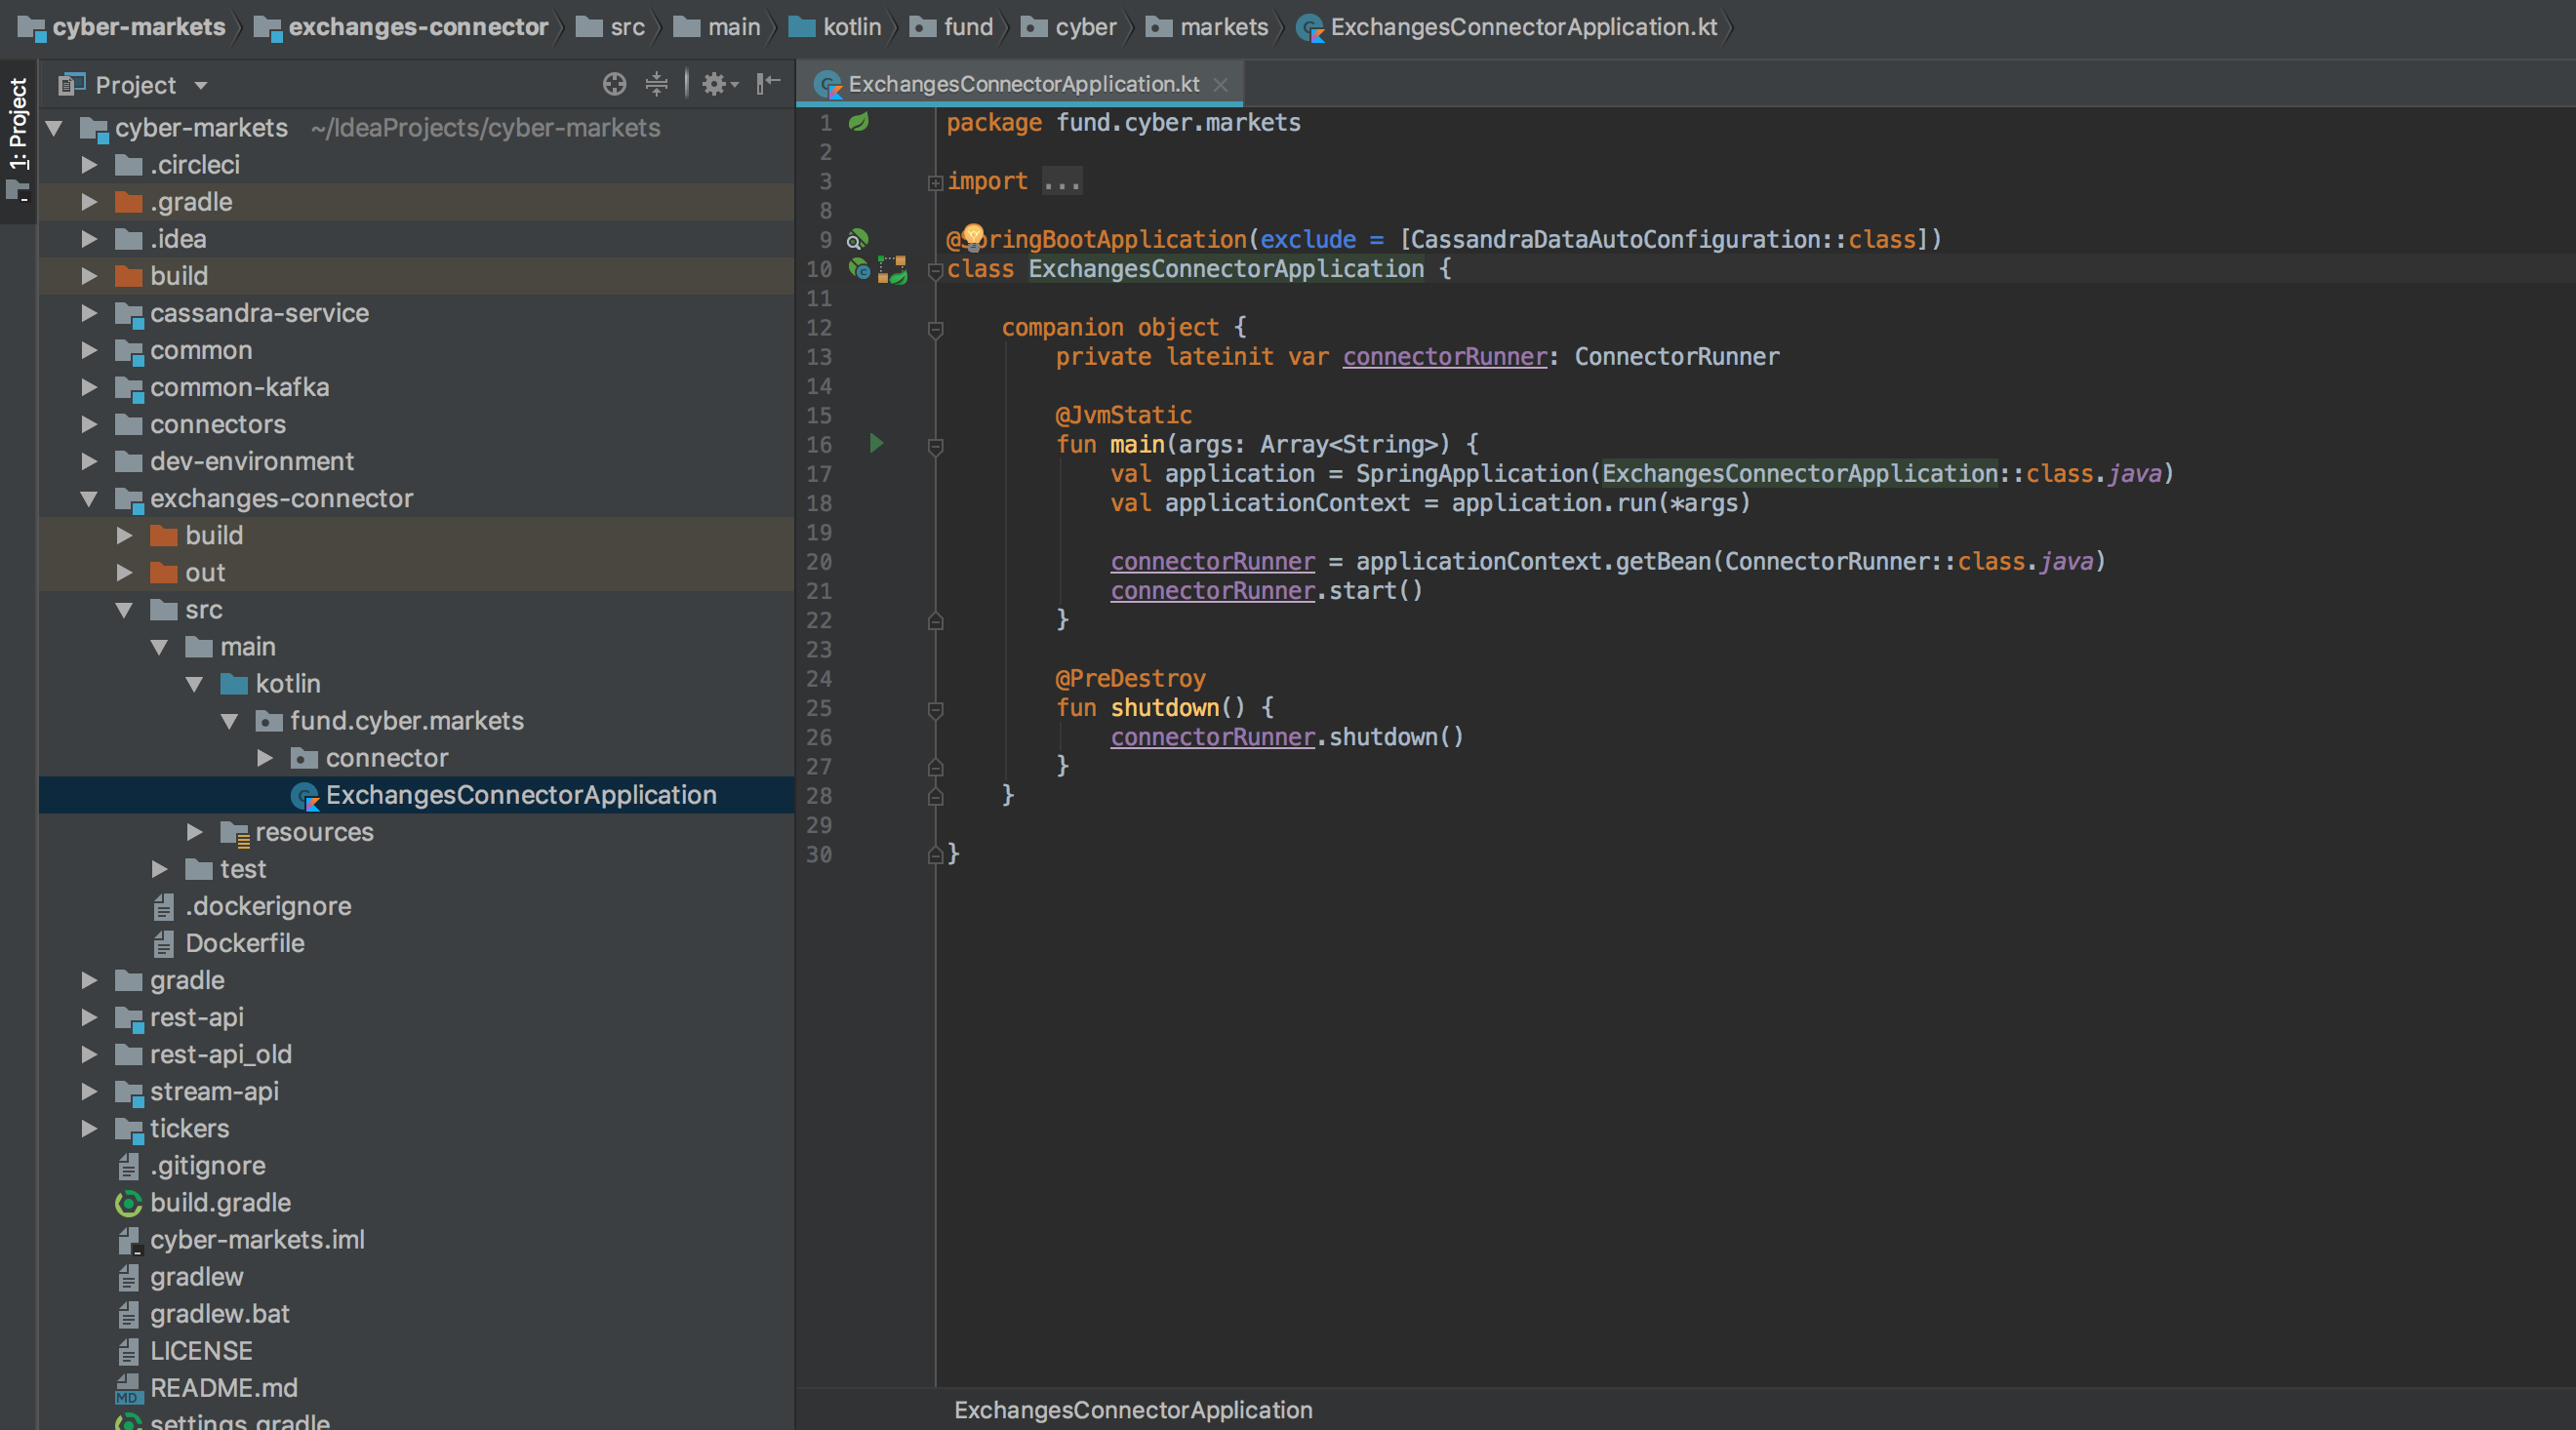 cyber-markets exchanges-connector src main kotlin fund cyber markets ExchangesConnectorApplication.kt
1: Project
Project
cyber-markets ~/IdeaProjects/cyber-markets
.circleci
.gradle
.idea
build
cassandra-service
common
common-kafka
connectors
dev-environment
exchanges-connector
build
out
src
main
kotlin
fund.cyber.markets
connector
ExchangesConnectorApplication
resources
test
.dockerignore
Dockerfile
gradle
rest-api
rest-api_old
stream-api
tickers
.gitignore
build.gradle
cyber-markets.iml
gradlew
gradlew.bat
LICENSE
MD README.md
settings.gradle
ExchangesConnectorApplication.kt
1 package fund.cyber.markets
2
3 import ...
8
9 @SpringBootApplication(exclude = [CassandraDataAutoConfiguration::class])
10 class ExchangesConnectorApplication {
11
12 companion object {
13 private lateinit var connectorRunner: ConnectorRunner
14
15 @JvmStatic
16 fun main(args: Array<String>) {
17 val application = SpringApplication(ExchangesConnectorApplication::class.java)
18 val applicationContext = application.run(*args)
19
20 connectorRunner = applicationContext.getBean(ConnectorRunner::class.java)
21 connectorRunner.start()
22 }
23
24 @PreDestroy
25 fun shutdown() {
26 connectorRunner.shutdown()
27 }
28 }
29
30 }
ExchangesConnectorApplication